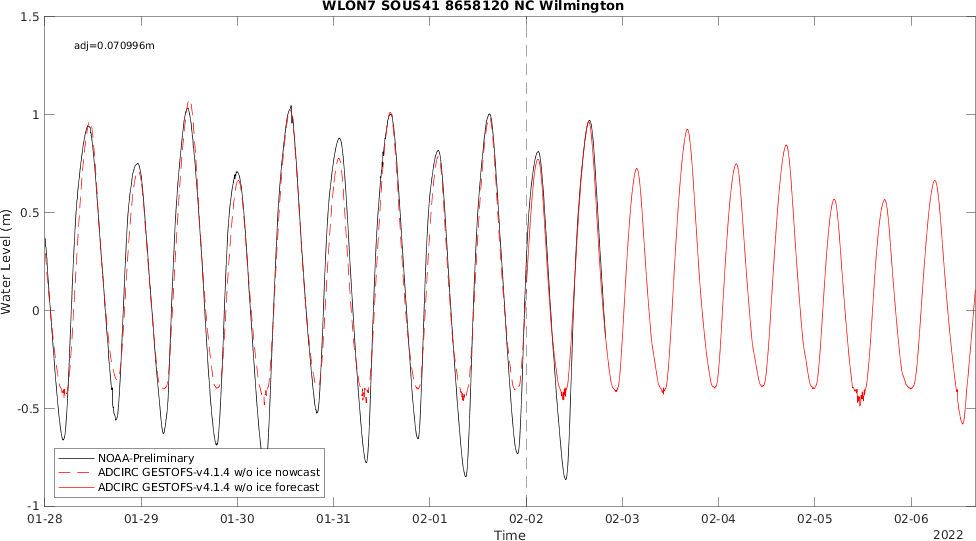 WLON7 SOUS41 8658120 NC Wilmington
adj=0.070996m
1.5
1
0.5
0
-0.5
-1
Water Level (m)
NOAA-Preliminary
ADCIRC GESTOFS-v4.1.4 w/o ice nowcast
ADCIRC GESTOFS-v4.1.4 w/o ice forecast
01-28 01-29 01-30 01-31 02-01 02-02 02-03 02-04 02-05 02-06
Time
2022